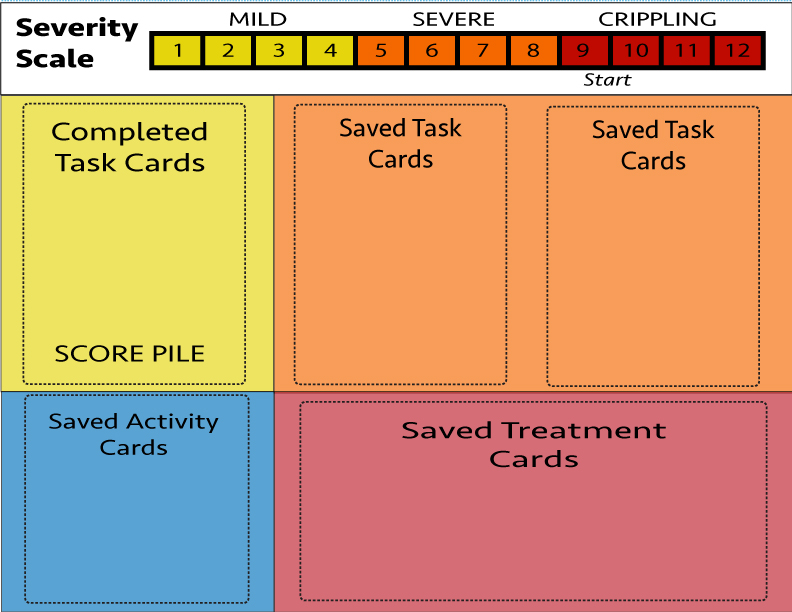 Severity
Scale
MILD SEVERE CRIPPLING
1 2 3 4 5 6 7 8 9 10 11 12
Start
Completed
Task Cards
SCORE PILE
Saved Task
Cards
Saved Task
Cards
Saved Activity
Cards
Saved Treatment
Cards